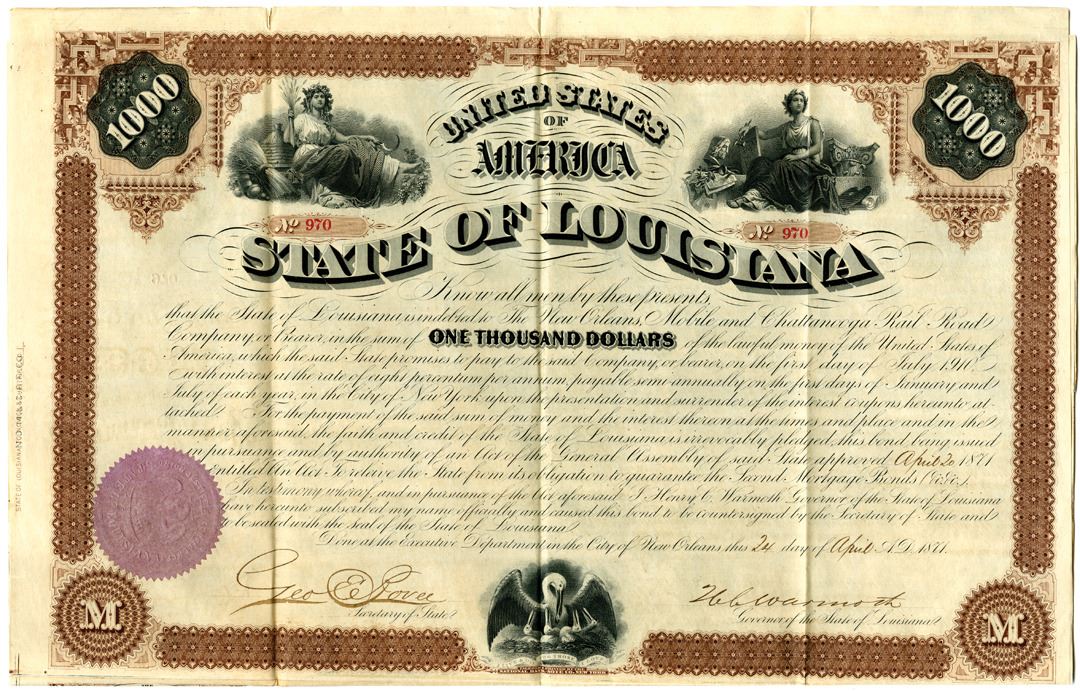 1000
1000
UNITED STATES
OF
AMERICA
No 970
No 970
STATE OF LOUISIANA
Know all men by these presents,
that the State of Louisiana is indebted to The New Orleans, Mobile and Chattanooga Rail Road
Company, or Bearer, in the sum of ONE THOUSAND DOLLARS of the lawful money of the United States of
America, which the said State promises to pay to the said Company, or bearer, on the first day of July 1910
with interest at the rate of eight per centum per annum, payable semi-annually on the first days of January and
July of each year, in the City of New York upon the presentation and surrender of the interest coupons hereunto at-
tached. For the payment of the said sum of money and the interest thereon at the times and place and in the
manner aforesaid, the faith and credit of the State of Louisiana is irrevocably pledged, this bond being issued
in pursuance and by authority of an Act of the General Assembly of said State approved April 20 1871
entitled An Act To relieve the State from its obligation to guarantee the Second Mortgage Bonds
In testimony whereof, and in pursuance of the Act aforesaid I Henry C. Warmoth Governor of the State of Louisiana
have hereunto subscribed my name officially and caused this bond to be countersigned by the Secretary of State and
to be sealed with the seal of the State of Louisiana
Done at the Executive Department in the City of New Orleans this 24 day of April A.D. 1871.
Geo E Bovee
Secretary of State
H C Warmoth
Governor of the State of Louisiana
M
M